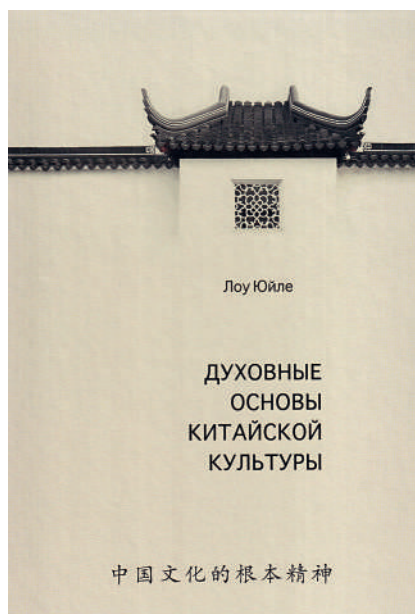 Лоу Юйле
ДУХОВНЫЕ
ОСНОВЫ
КИТАЙСКОЙ
КУЛЬТУРЫ
中国文化的根本精神